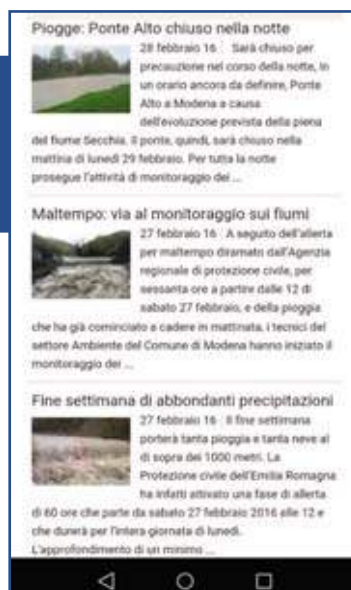 Piogge: Ponte Alto chiuso nella notte
28 febbraio 16 Sarà chiuso per
precauzione nel corso della notte, in
un orario ancora da definire, Ponte
Alto a Modena a causa
dell'evoluzione prevista della piena
del fiume Secchia. Il ponte, quindi, sarà chiuso nella
mattina di lunedì 29 febbraio. Per tutta la notte
prosegue l'attività di monitoraggio dei ...
Maltempo: via al monitoraggio sui fiumi
27 febbraio 16 A seguito dell'allerta
per maltempo diramato dall'Agenzia
regionale di protezione civile, per
sessanta ore a partire dalle 12 di
sabato 27 febbraio, e della pioggia
che ha già cominciato a cadere in mattinata, i tecnici del
settore Ambiente del Comune di Modena hanno iniziato il
monitoraggio dei ...
Fine settimana di abbondanti precipitazioni
27 febbraio 16 Il fine settimana
porterà tanta pioggia e tanta neve al
di sopra dei 1000 metri. La
Protezione civile dell'Emilia Romagna
ha infatti attivato una fase di allerta
di 60 ore che parte da sabato 27 febbraio 2016 alle 12 e
che durerà per l'intera giornata di lunedì.
L'approfondimento di un minimo ...